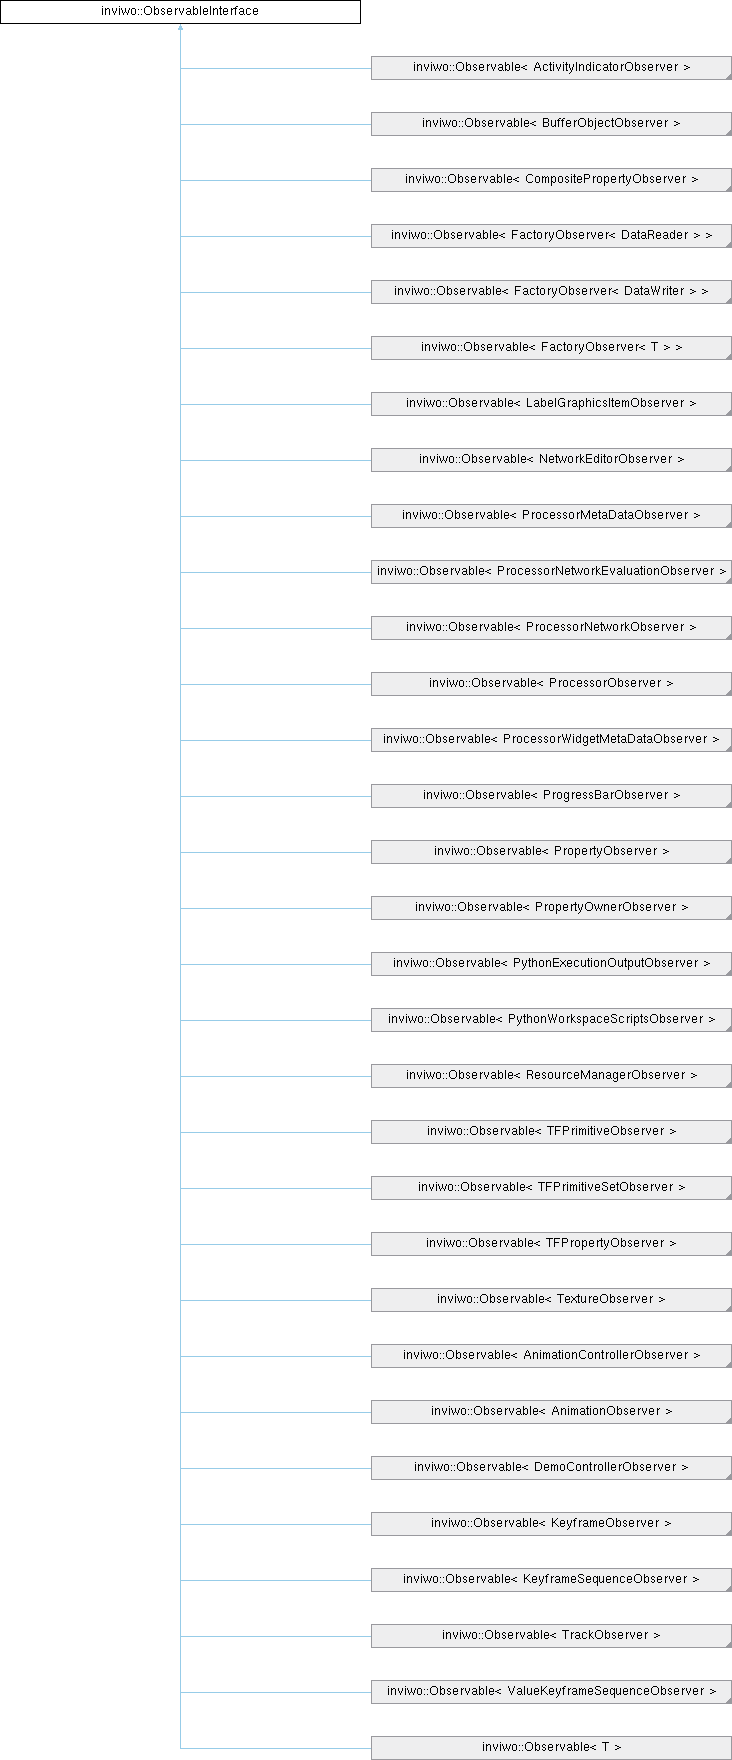 inviwo::ObservableInterface
inviwo::Observable< ActivityIndicatorObserver >
inviwo::Observable< BufferObjectObserver >
inviwo::Observable< CompositePropertyObserver >
inviwo::Observable< FactoryObserver< DataReader > >
inviwo::Observable< FactoryObserver< DataWriter > >
inviwo::Observable< FactoryObserver< T > >
inviwo::Observable< LabelGraphicsItemObserver >
inviwo::Observable< NetworkEditorObserver >
inviwo::Observable< ProcessorMetaDataObserver >
inviwo::Observable< ProcessorNetworkEvaluationObserver >
inviwo::Observable< ProcessorNetworkObserver >
inviwo::Observable< ProcessorObserver >
inviwo::Observable< ProcessorWidgetMetaDataObserver >
inviwo::Observable< ProgressBarObserver >
inviwo::Observable< PropertyObserver >
inviwo::Observable< PropertyOwnerObserver >
inviwo::Observable< PythonExecutionOutputObserver >
inviwo::Observable< PythonWorkspaceScriptsObserver >
inviwo::Observable< ResourceManagerObserver >
inviwo::Observable< TFPrimitiveObserver >
inviwo::Observable< TFPrimitiveSetObserver >
inviwo::Observable< TFPropertyObserver >
inviwo::Observable< TextureObserver >
inviwo::Observable< AnimationControllerObserver >
inviwo::Observable< AnimationObserver >
inviwo::Observable< DemoControllerObserver >
inviwo::Observable< KeyframeObserver >
inviwo::Observable< KeyframeSequenceObserver >
inviwo::Observable< TrackObserver >
inviwo::Observable< ValueKeyframeSequenceObserver >
inviwo::Observable< T >